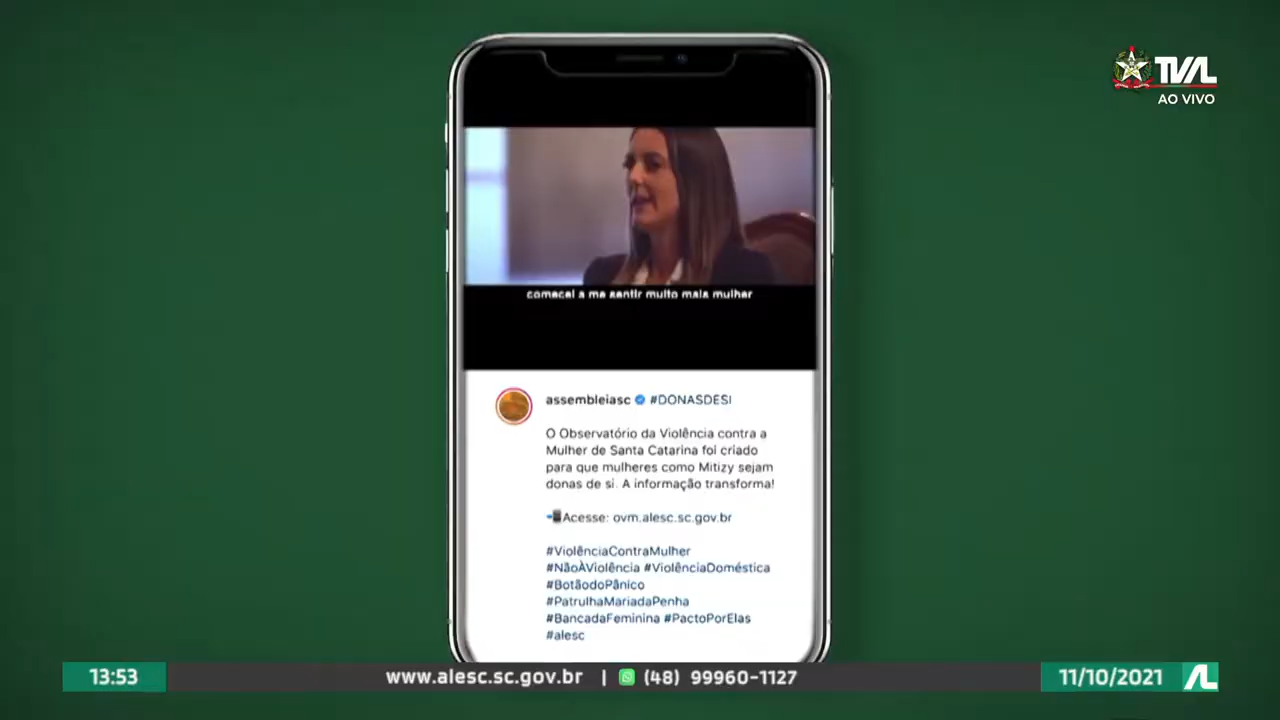 TVAL
AO VIVO
comecei a me sentir muito mais mulher
assembleiasc #DONASDESI
O Observatório da Violência contra a
Mulher de Santa Catarina foi criado
para que mulheres como Mitizy sejam
donas de si. A informação transforma!
Acesse: ovm.alesc.sc.gov.br
#ViolênciaContraMulher
#NãoÀViolência #ViolênciaDoméstica
#BotãodoPânico
#PatrulhaMariadaPenha
#BancadaFeminina #PactoPorElas
#alesc
13:53 www.alesc.sc.gov.br | (48) 99960-1127 11/10/2021 AL